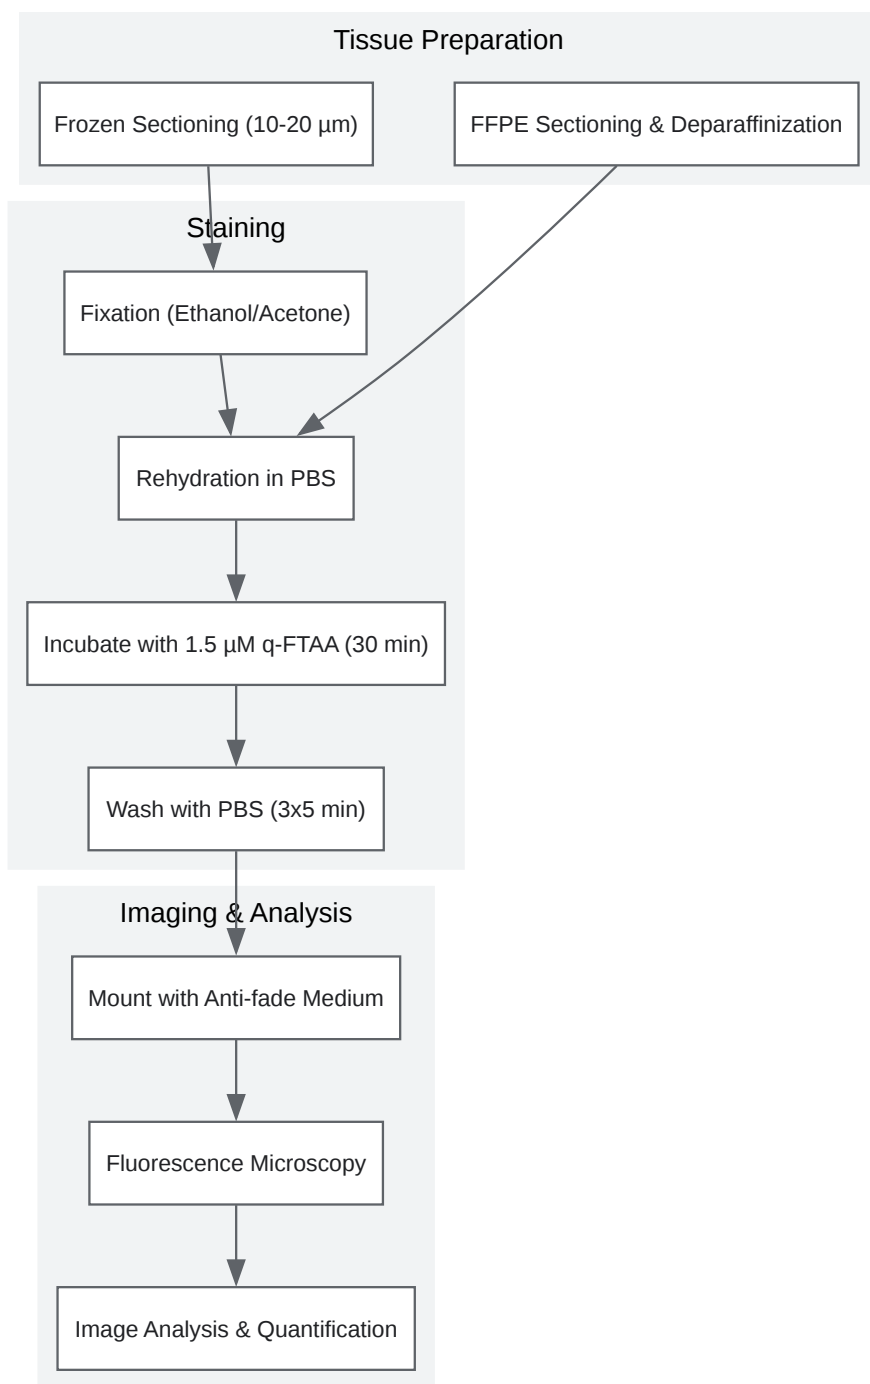 Tissue Preparation
Frozen Sectioning (10-20 µm)
FFPE Sectioning & Deparaffinization
Staining
Fixation (Ethanol/Acetone)
Rehydration in PBS
Incubate with 1.5 µM q-FTAA (30 min)
Wash with PBS (3x5 min)
Imaging & Analysis
Mount with Anti-fade Medium
Fluorescence Microscopy
Image Analysis & Quantification